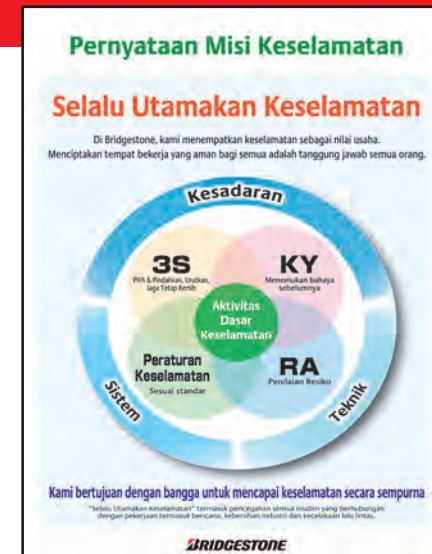 Pernyataan Misi Keselamatan
Selalu Utamakan Keselamatan
Di Bridgestone, kami menempatkan keselamatan sebagai nilai usaha.
Menciptakan tempat bekerja yang aman bagi semua adalah tanggung jawab semua orang.
Kesadaran
3S
Pilih & Pindahkan, Urutkan,
Jaga Tetap Bersih
KY
Menemukan bahaya
sebelumnya
Aktivitas
Dasar
Keselamatan
Peraturan
Keselamatan
Sesuai standar
RA
Penilaian Resiko
Sistem
Teknik
Kami bertujuan dengan bangga untuk mencapai keselamatan secara sempurna
"Selalu Utamakan Keselamatan" termasuk pencegahan semua insiden yang berhubungan
dengan pekerjaan termasuk bencana, kebersihan industri dan kecelakaan lalu lintas.
BRIDGESTONE